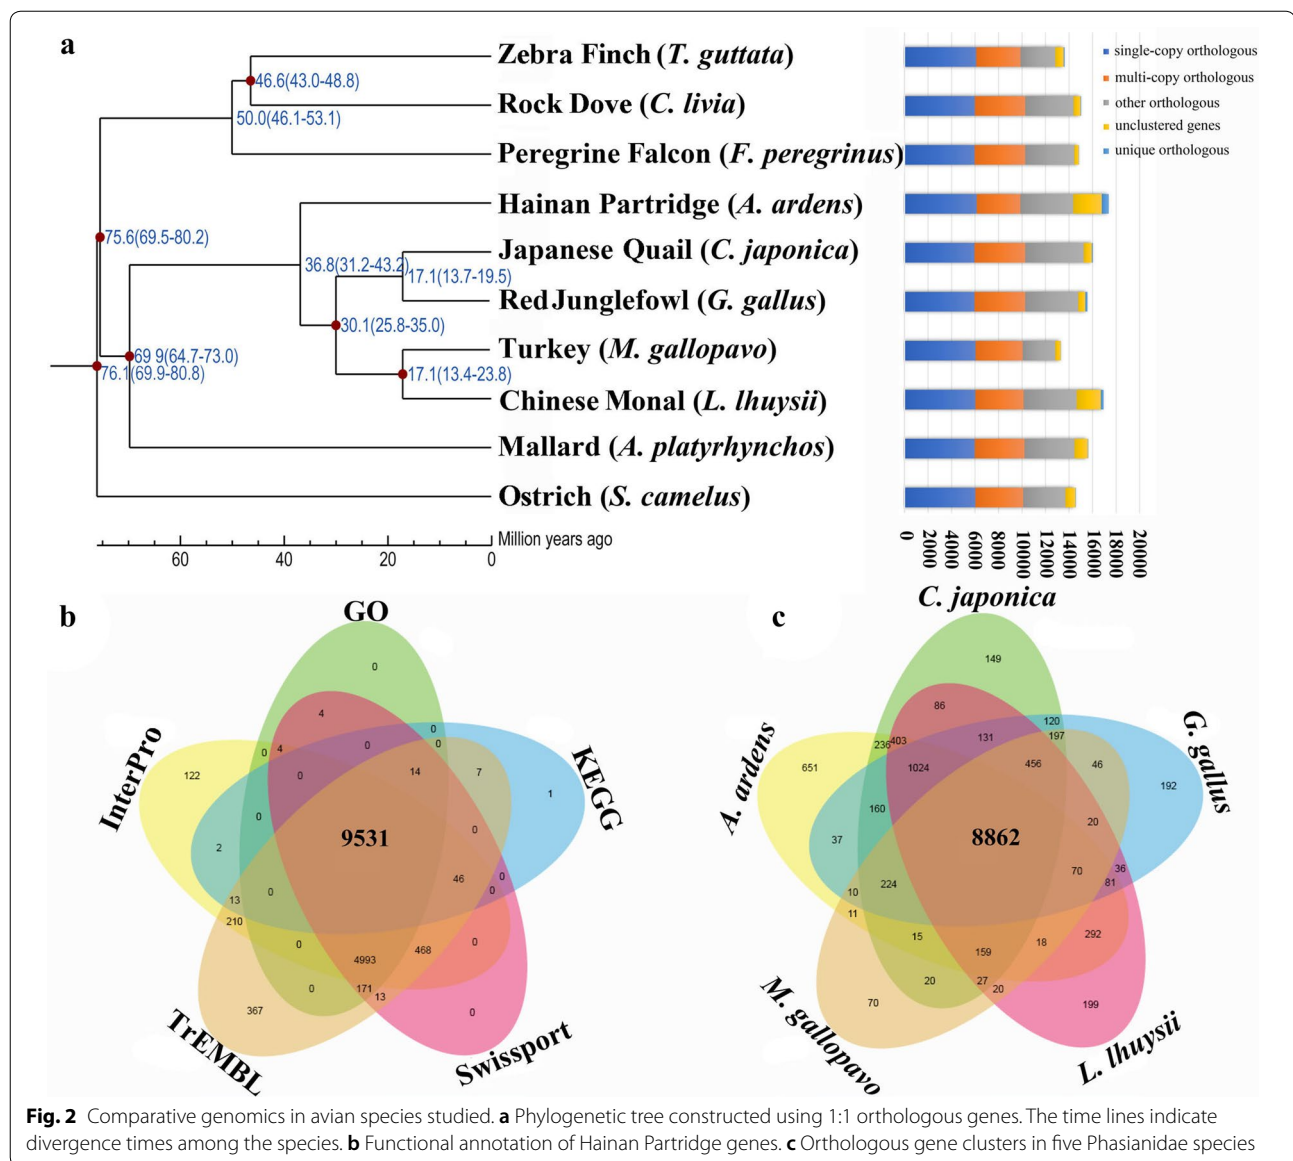 a
Zebra Finch (T. guttata)
46.6(43.0-48.8)
Rock Dove (C. livia)
50.0(46.1-53.1)
Peregrine Falcon (F. peregrinus)
Hainan Partridge (A. ardens)
75.6(69.5-80.2)
Japanese Quail (C. japonica)
36.8(31.2-43.2)
17.1(13.7-19.5)
Red Junglefowl (G. gallus)
30.1(25.8-35.0)
Turkey (M. gallopavo)
69 9(64.7-73.0)
76.1(69.9-80.8)
17.1(13.4-23.8)
Chinese Monal (L. lhuysii)
Mallard (A. platyrhynchos)
Ostrich (S. camelus)
Million years ago
60 40 20 0
single-copy orthologous
multi-copy orthologous
other orthologous
unclustered genes
unique orthologous
0 2000 4000 6000 8000 10000 12000 14000 16000 18000 20000
b
GO
InterPro
KEGG
TrEMBL
Swissport
0
4
0
0
0 4 0
122
0
14
7
1
0
0
9531
2
46
0
0
0
13
210
0
4993
468
0
0
171
13
367
0
c
C. japonica
A. ardens
G. gallus
M. gallopavo
L. lhuysii
149
86
120
236 403
131
197
651
1024
456
46
192
160
20
37
8862
70
36
81
10
224
11
15
159
18
292
20
27
20
70
199
Fig. 2 Comparative genomics in avian species studied. a Phylogenetic tree constructed using 1:1 orthologous genes. The time lines indicate
divergence times among the species. b Functional annotation of Hainan Partridge genes. c Orthologous gene clusters in five Phasianidae species